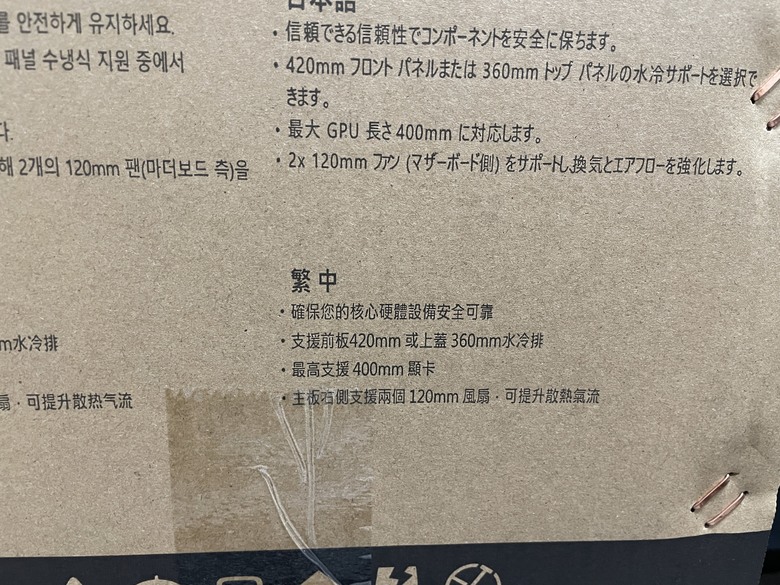 를 안전하게 유지하세요.
패널 수냉식 지원 중에서
다.
해 2개의 120mm 팬(마더보드 측)을
日本語
・信頼できる信頼性でコンポーネントを安全に保ちます。
・420mm フロント パネルまたは 360mm トップ パネルの水冷サポートを選択で
きます。
・最大 GPU 長さ 400mm に対応します。
・2x 120mm ファン (マザーボード側) をサポートし、換気とエアフローを強化します。
m水冷排
扇，可提升散热气流
繁中
・確保您的核心硬體設備安全可靠
・支援前板420mm 或上蓋 360mm水冷排
・最高支援 400mm 顯卡
・主板右側支援兩個 120mm 風扇，可提升散熱氣流